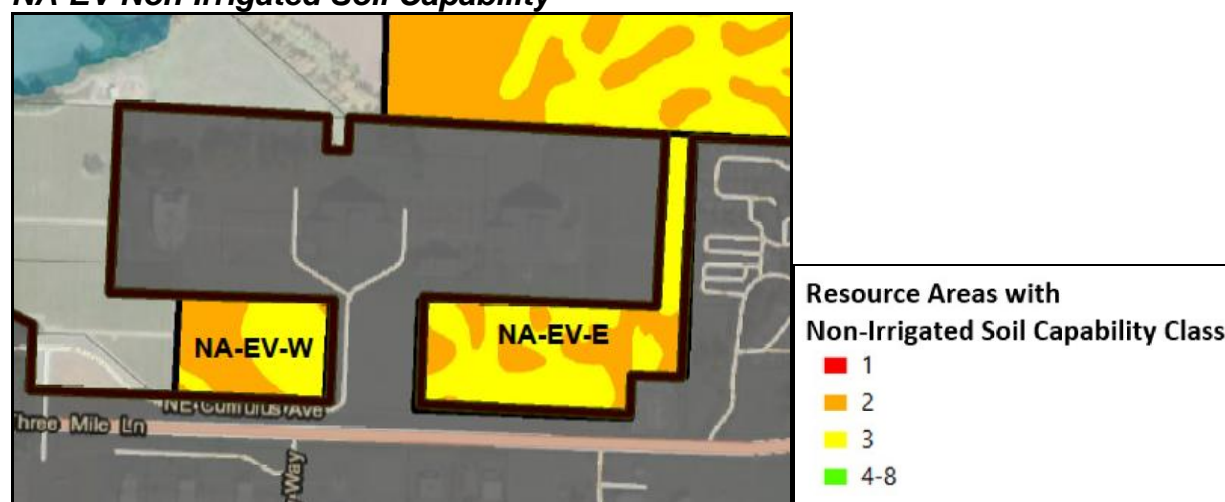 NA-EV Non-Irrigated Soil Capability
NA-EV-W
NA-EV-E
NE Cumulus Ave
Three Mile Ln
Way
Resource Areas with
Non-Irrigated Soil Capability Class
1
2
3
4-8